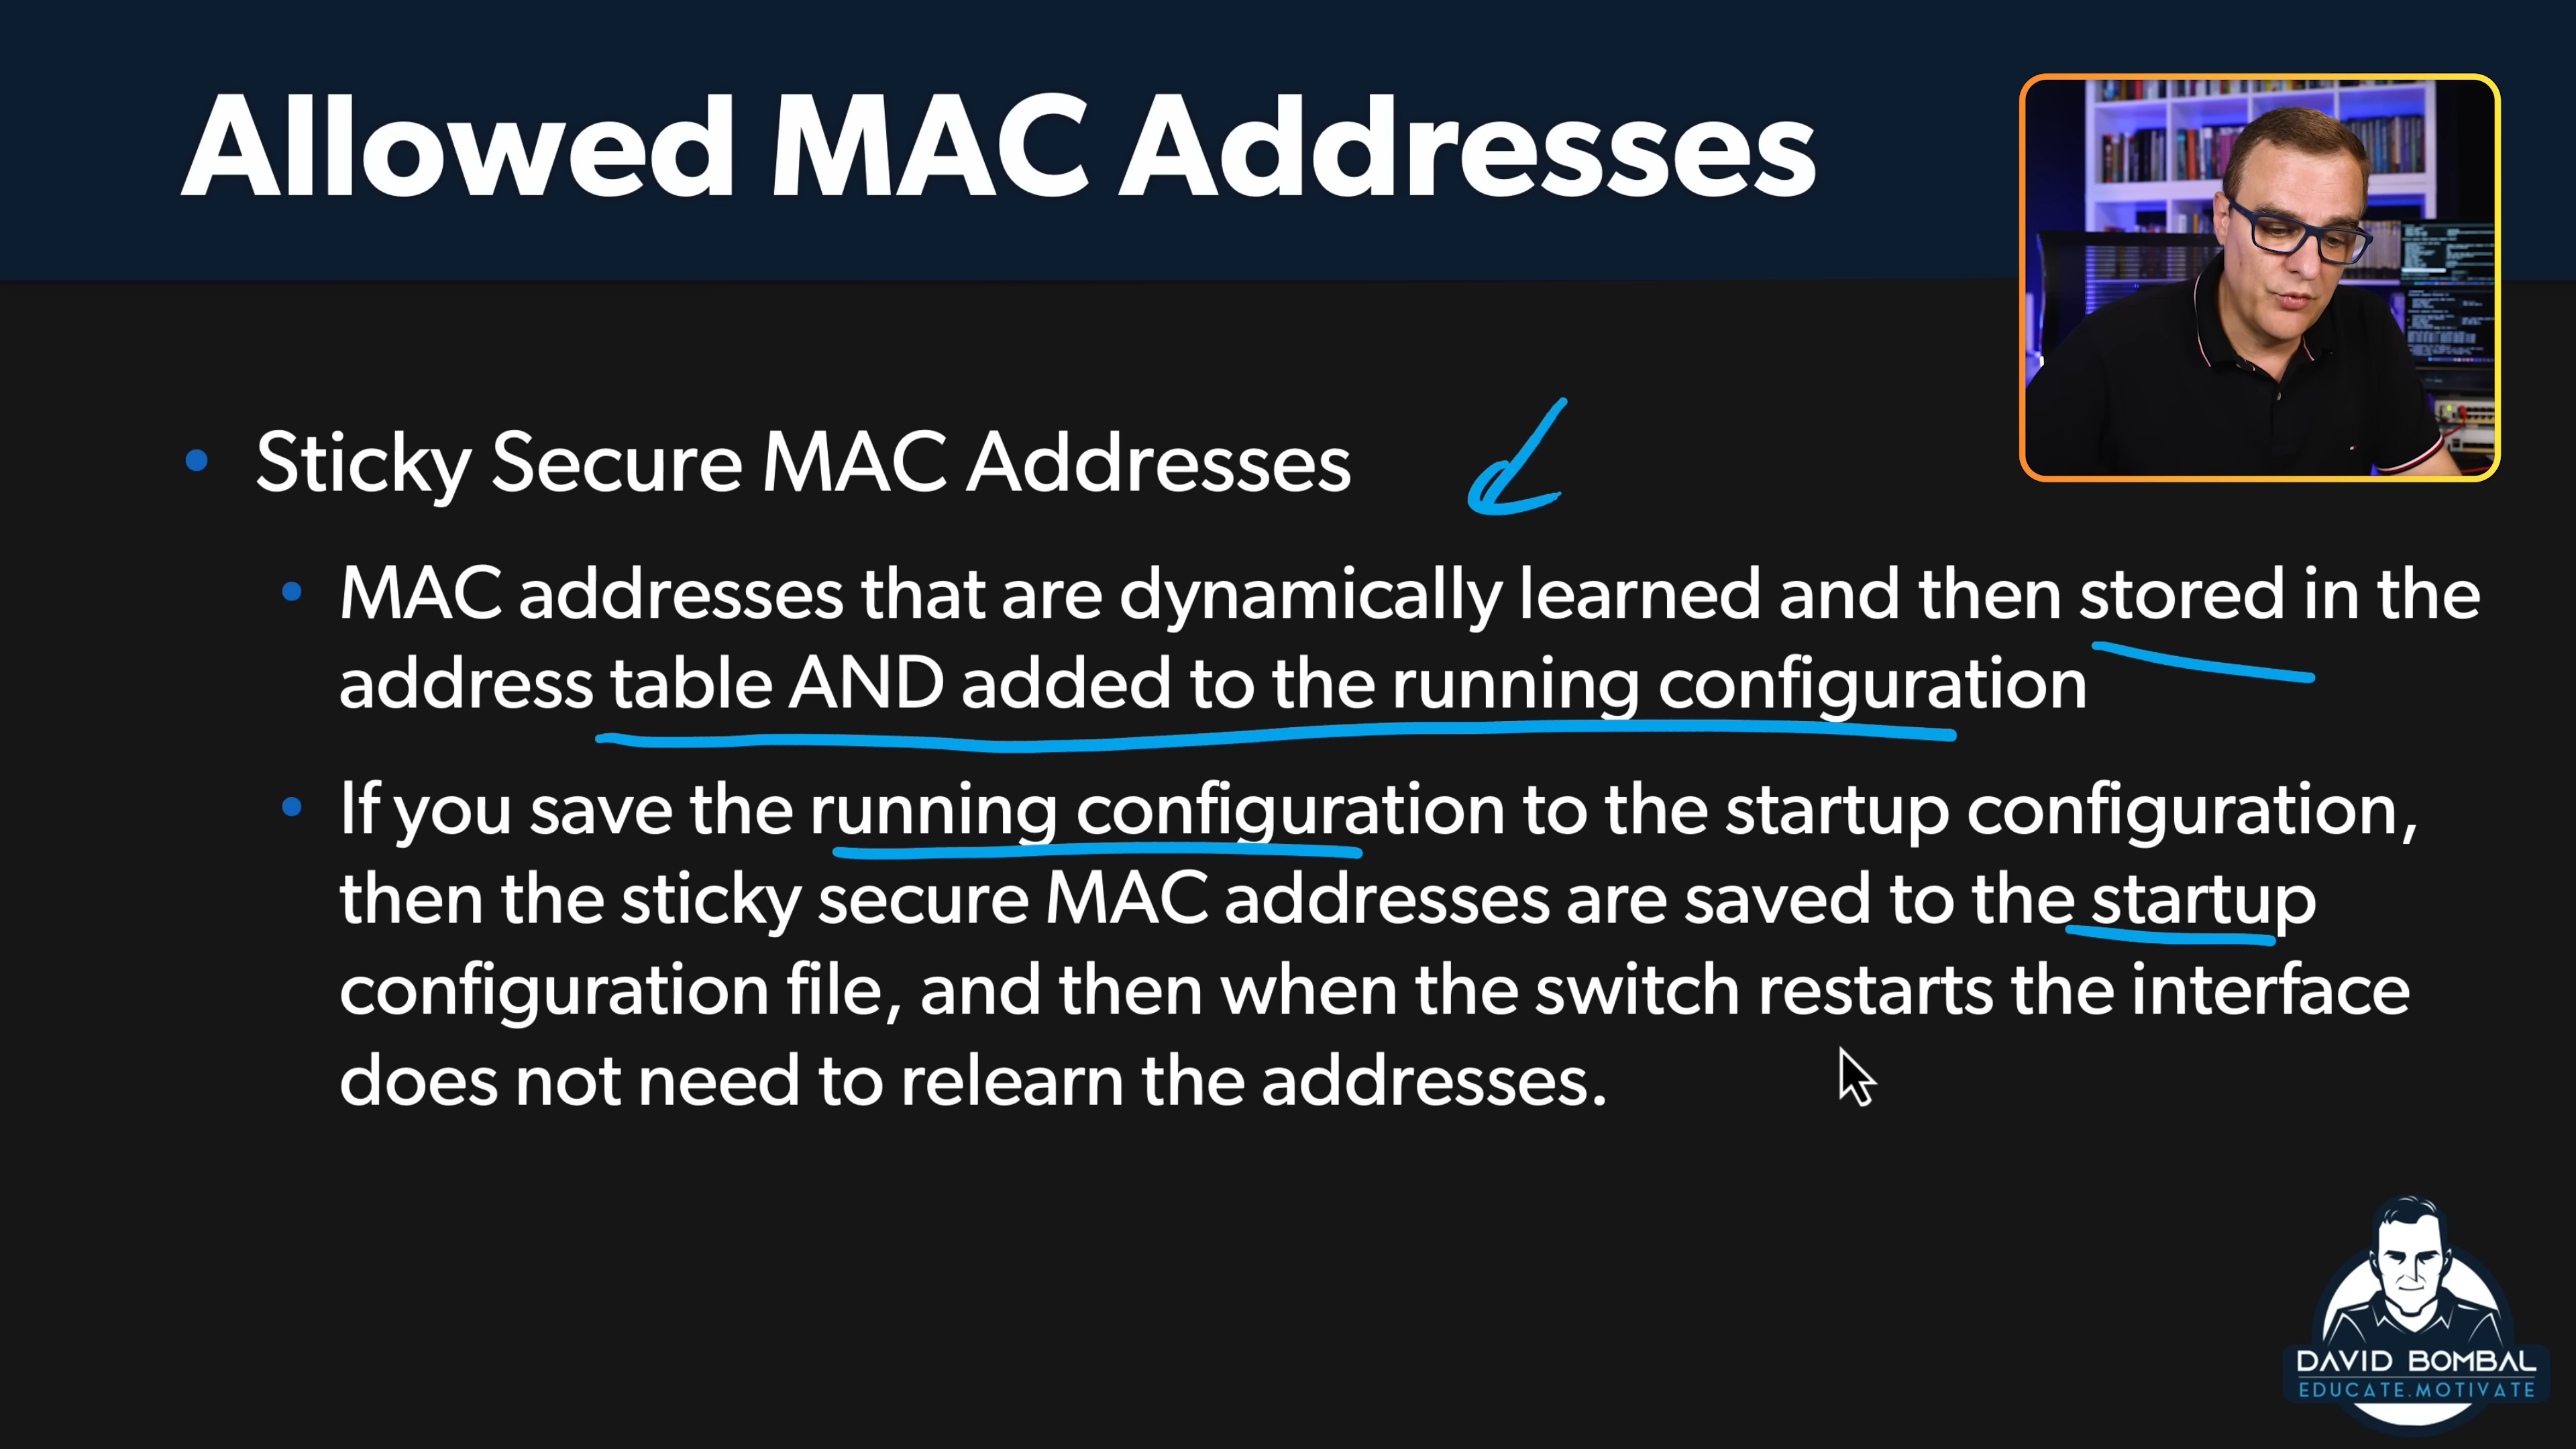 Allowed MAC Addresses
• Sticky Secure MAC Addresses
• MAC addresses that are dynamically learned and then stored in the
address table AND added to the running configuration
• If you save the running configuration to the startup configuration,
then the sticky secure MAC addresses are saved to the startup
configuration file, and then when the switch restarts the interface
does not need to relearn the addresses.
DAVID BOMBAL
EDUCATE.MOTIVATE